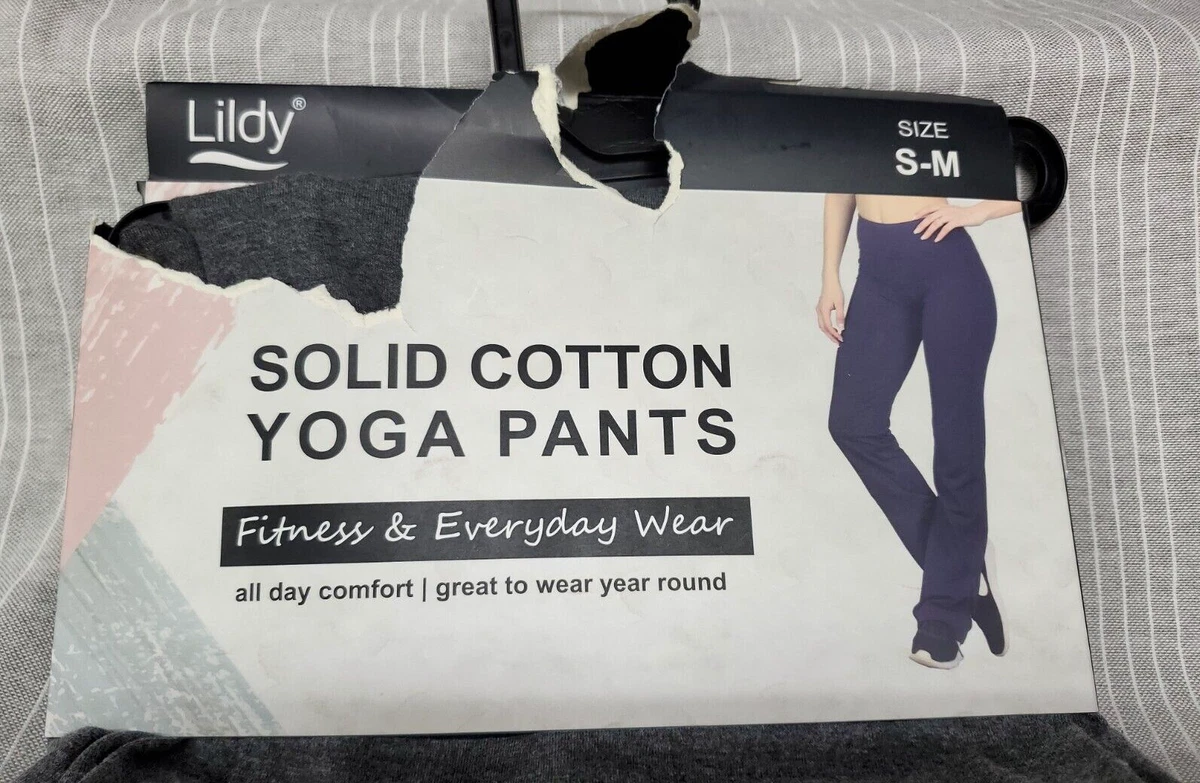 Lildy®
SIZE
S-M
SOLID COTTON
YOGA PANTS
Fitness & Everyday Wear
all day comfort | great to wear year round